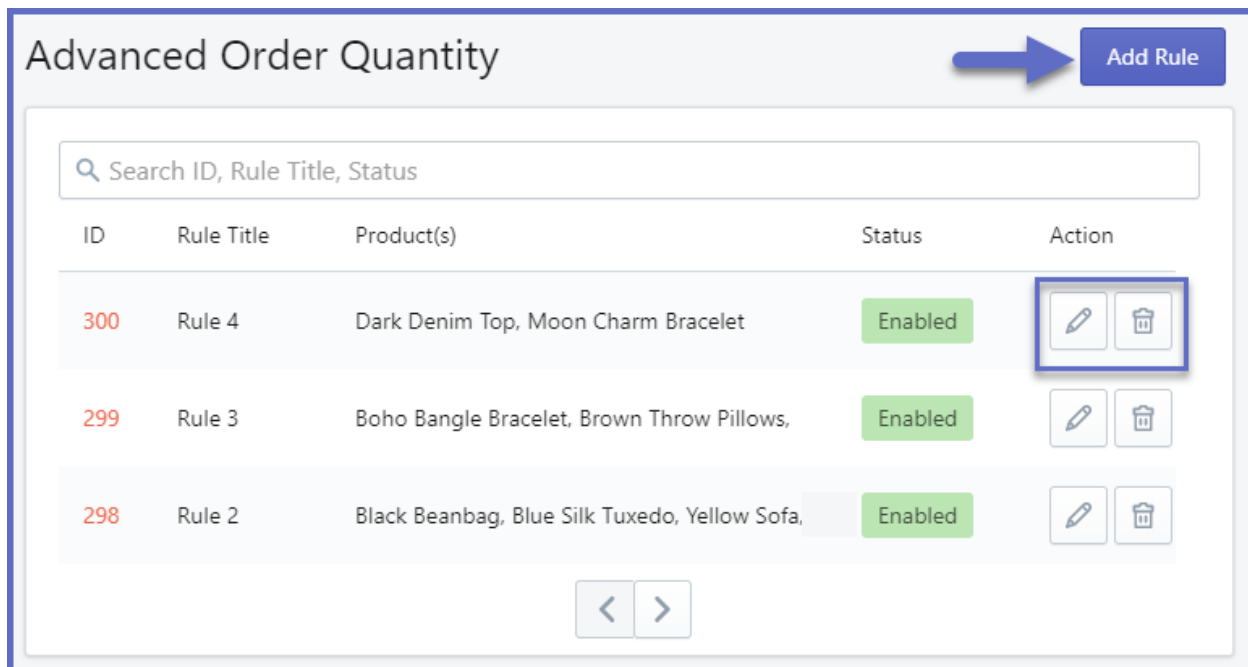 Advanced Order Quantity
Add Rule
Search ID, Rule Title, Status
ID Rule Title Product(s) Status Action
300 Rule 4 Dark Denim Top, Moon Charm Bracelet Enabled
299 Rule 3 Boho Bangle Bracelet, Brown Throw Pillows, Enabled
298 Rule 2 Black Beanbag, Blue Silk Tuxedo, Yellow Sofa, Enabled